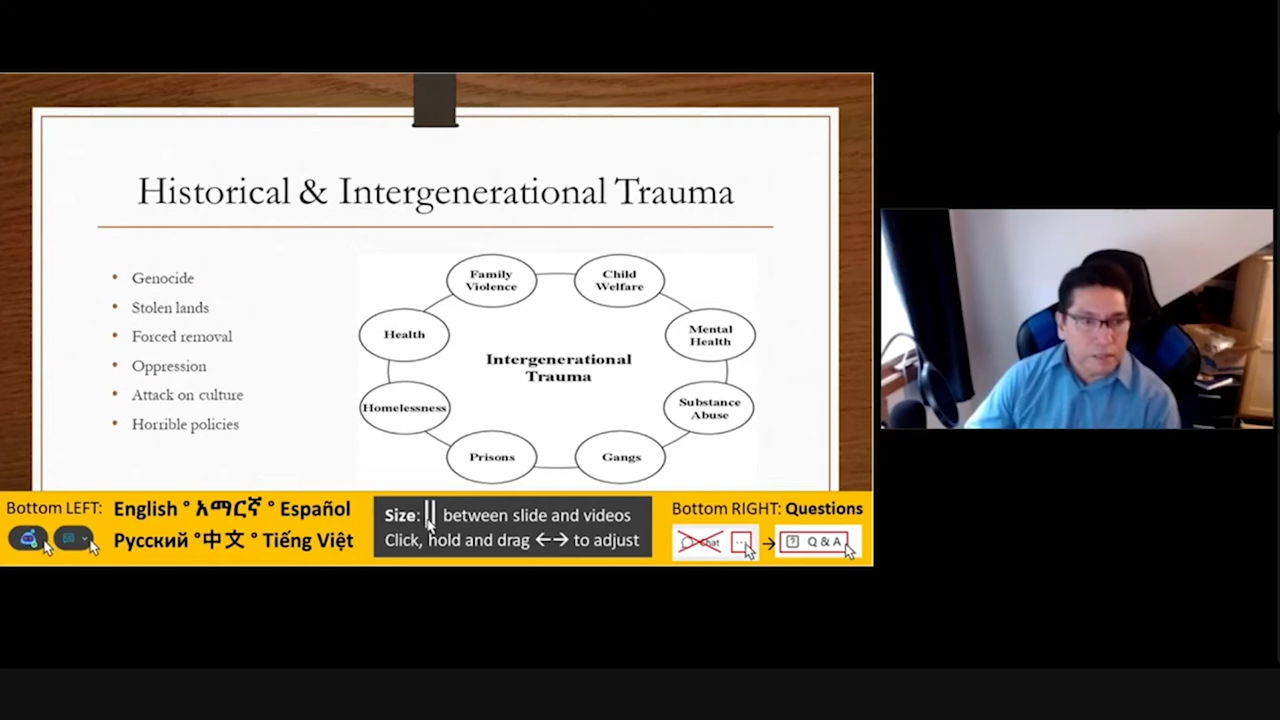 Historical & Intergenerational Trauma
• Genocide
• Stolen lands
• Forced removal
• Oppression
• Attack on culture
• Horrible policies
Family
Violence
Child
Welfare
Health
Mental
Health
Intergenerational
Trauma
Homelessness
Substance
Abuse
Prisons
Gangs
Bottom LEFT:
English ° አማርኛ ° Español
Русский °中文 ° Tiếng Việt
Size: || between slide and videos
Click, hold and drag ←→ to adjust
Bottom RIGHT: Questions
Chat
... → ? Q & A